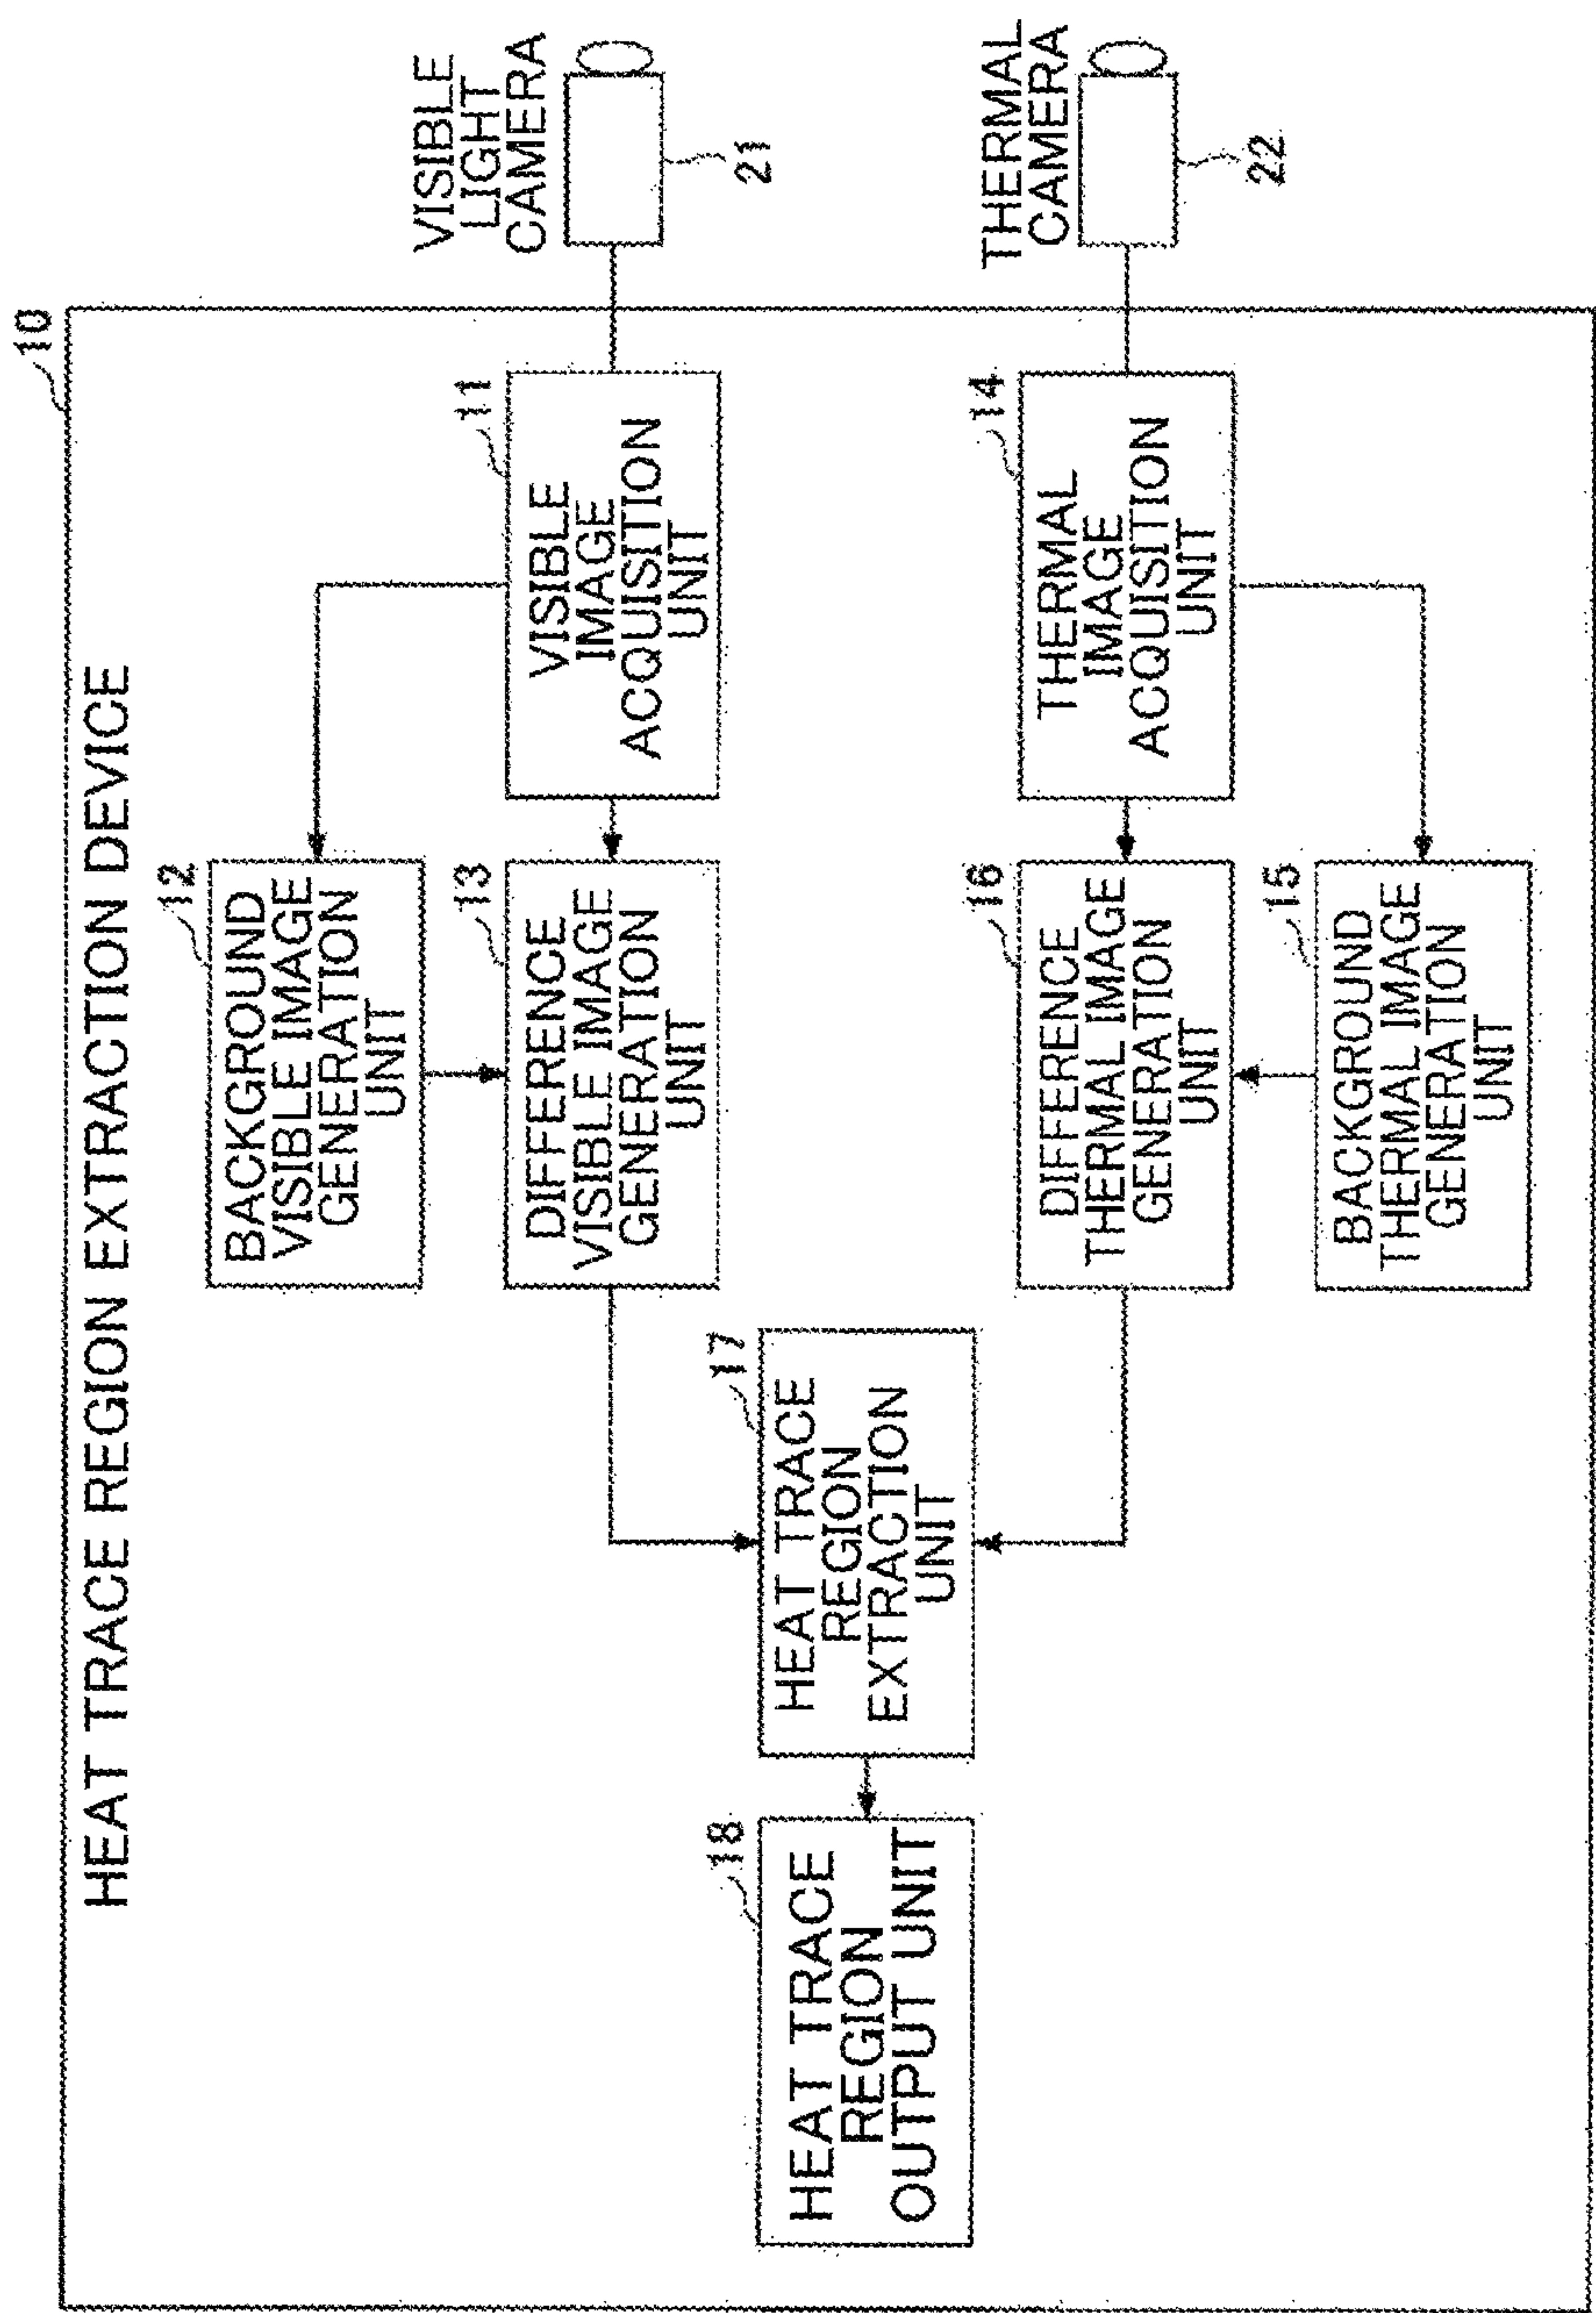 10
HEAT TRACE REGION EXTRACTION DEVICE
12
BACKGROUND
VISIBLE IMAGE
GENERATION
UNIT
VISIBLE
LIGHT
CAMERA
21
11
VISIBLE
IMAGE
ACQUISITION
UNIT
13
DIFFERENCE
VISIBLE IMAGE
GENERATION
UNIT
17
HEAT TRACE
REGION
EXTRACTION
UNIT
18
HEAT TRACE
REGION
OUTPUT UNIT
THERMAL
CAMERA
22
14
THERMAL
IMAGE
ACQUISITION
UNIT
16
DIFFERENCE
THERMAL IMAGE
GENERATION
UNIT
15
BACKGROUND
THERMAL IMAGE
GENERATION
UNIT